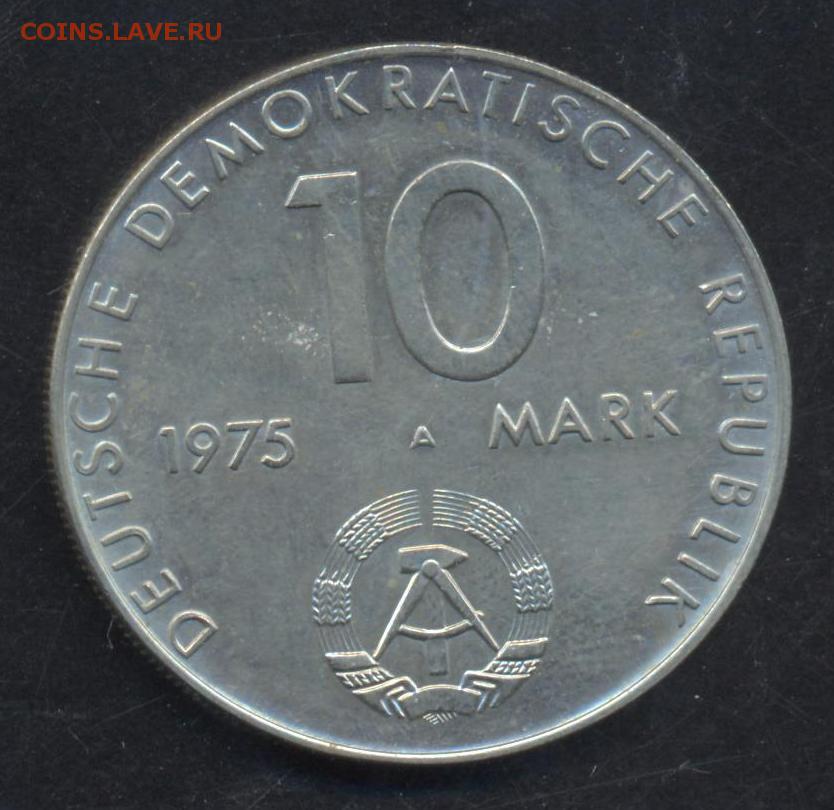 COINS.LAVE.RU
DEUTSCHE DEMOKRATISCHE REPUBLIK
10
1975 A MARK